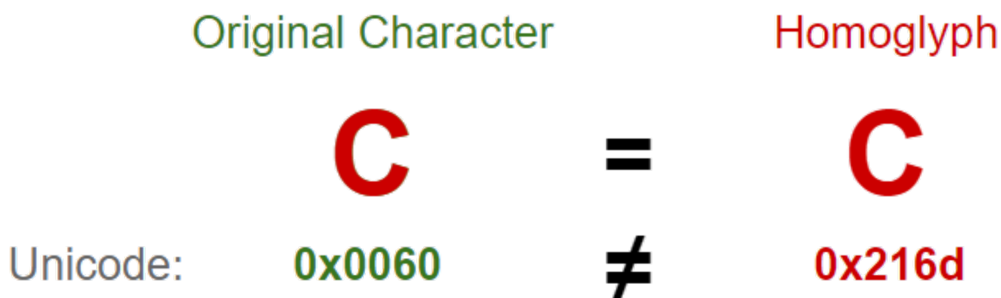 Original Character Homoglyph
C = C
Unicode: 0x0060 ≠ 0x216d